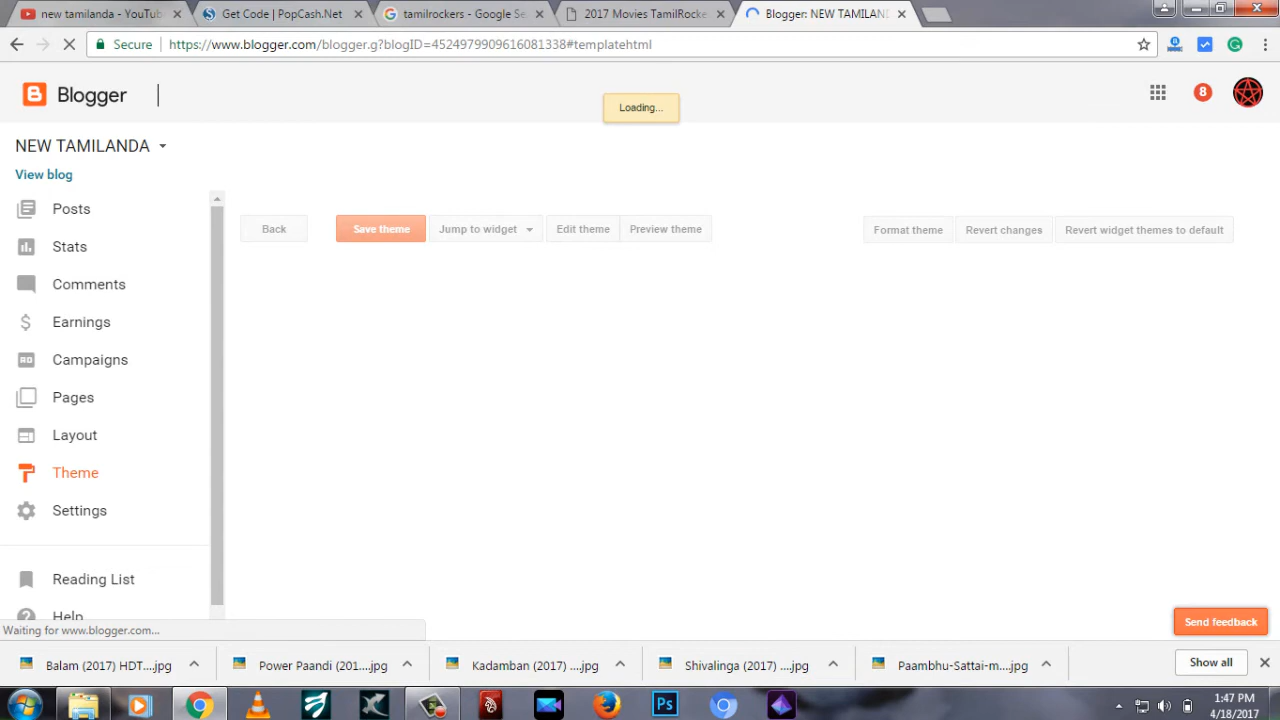 new tamilanda - YouTub
Get Code | PopCash.Net
tamilrockers - Google Se
2017 Movies TamilRocke
Blogger: NEW TAMILAND
Secure
https://www.blogger.com/blogger.g?blogID=4524979909616081338#templatehtml
Blogger
Loading...
8
NEW TAMILANDA
View blog
Posts
Stats
Comments
Earnings
Campaigns
Pages
Layout
Theme
Settings
Reading List
Help
Back
Save theme
Jump to widget
Edit theme
Preview theme
Format theme
Revert changes
Revert widget themes to default
Send feedback
Waiting for www.blogger.com...
Balam (2017) HDT....jpg
Power Paandi (201....jpg
Kadamban (2017) ....jpg
Shivalinga (2017) ....jpg
Paambhu-Sattai-m....jpg
Show all
Ps
1:47 PM
4/18/2017